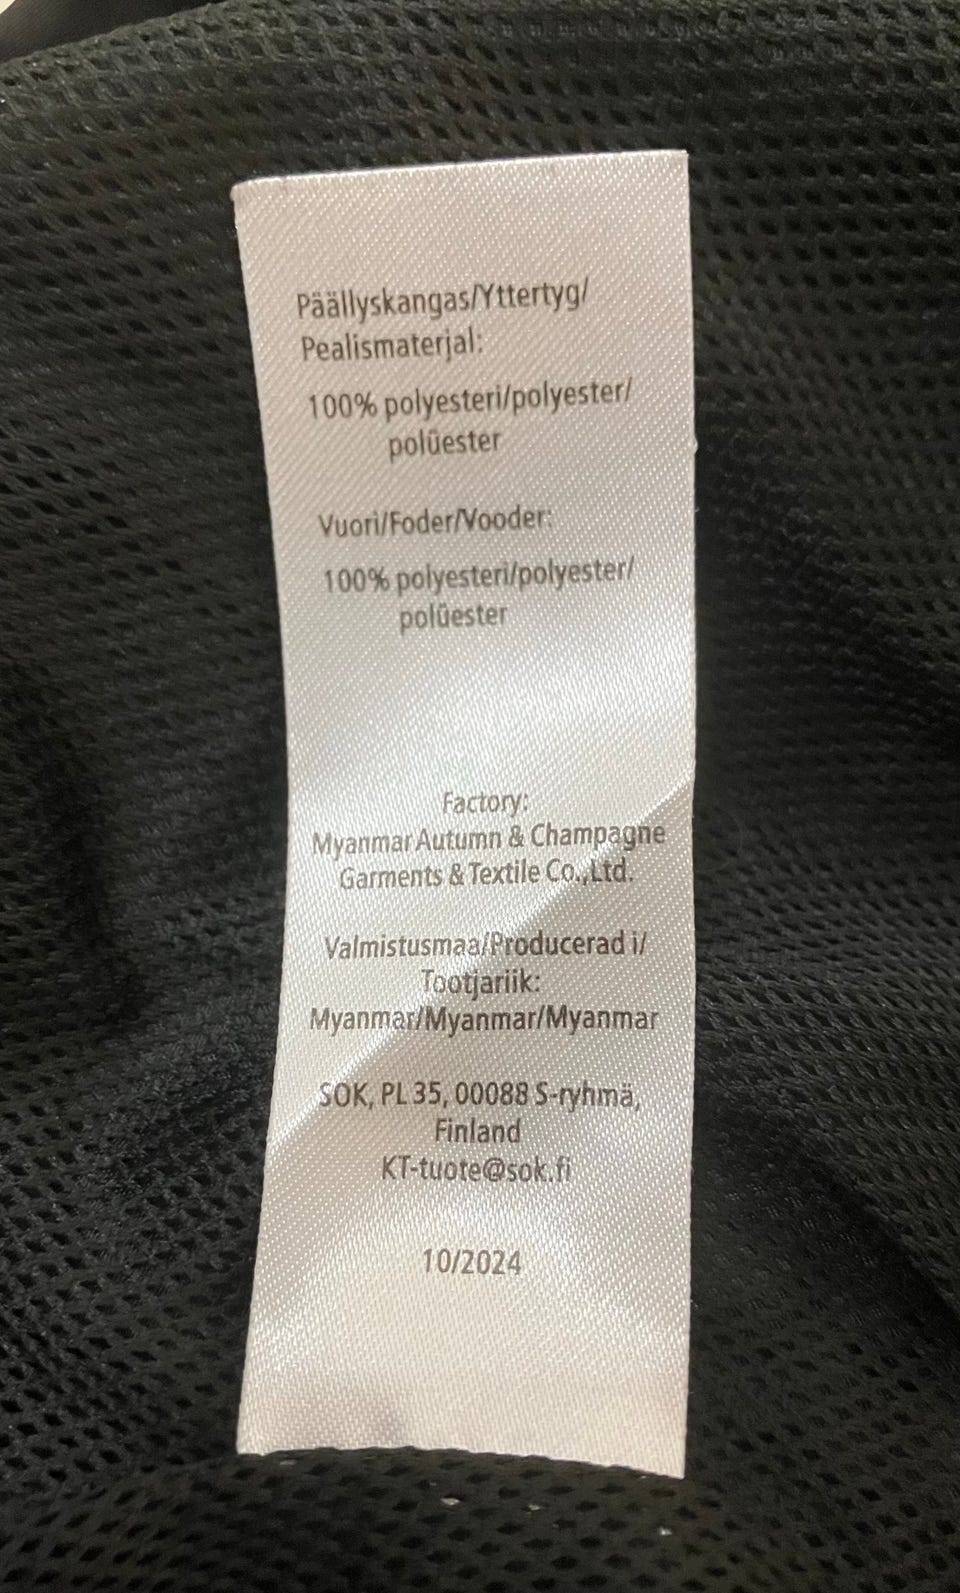 Päällyskangas/Yttertyg/
Pealismaterjal:
100% polyesteri/polyester/
polüester
Vuori/Foder/Vooder:
100% polyesteri/polyester/
polüester
Factory:
Myanmar Autumn & Champagne
Garments & Textile Co.,Ltd.
Valmistusmaa/Producerad i/
Tootjariik:
Myanmar/Myanmar/Myanmar
SOK, PL 35, 00088 S-ryhmä,
Finland
KT-tuote@sok.fi
10/2024